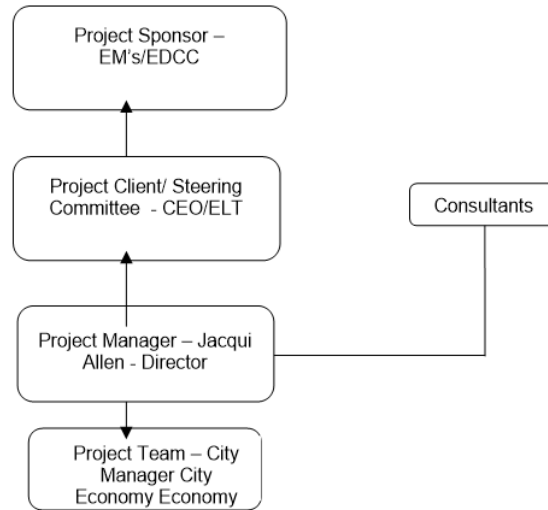 Project Sponsor –
EM's/EDCC
Project Client/ Steering
Committee - CEO/ELT
Consultants
Project Manager – Jacqui
Allen - Director
Project Team – City
Manager City
Economy Economy